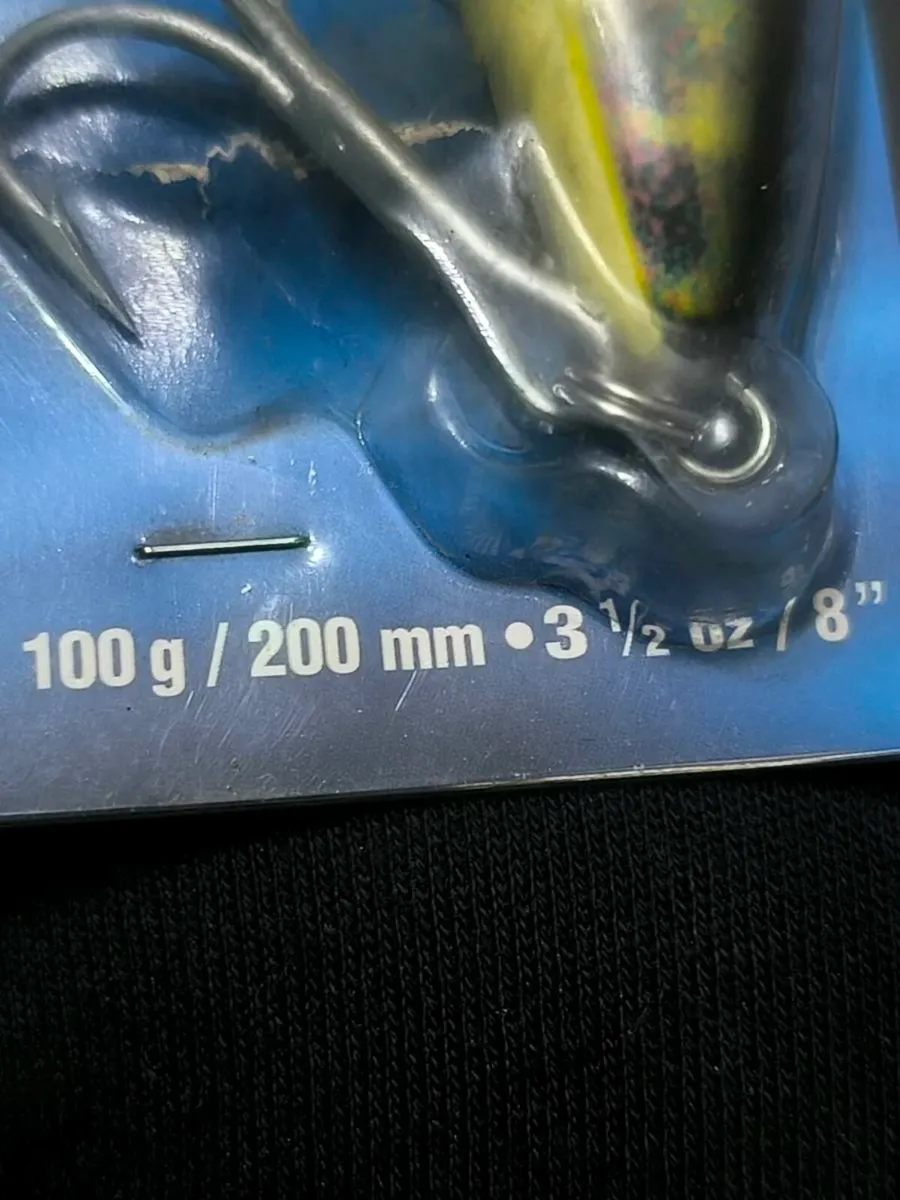 100 g / 200 mm • 3 1/2 oz / 8”